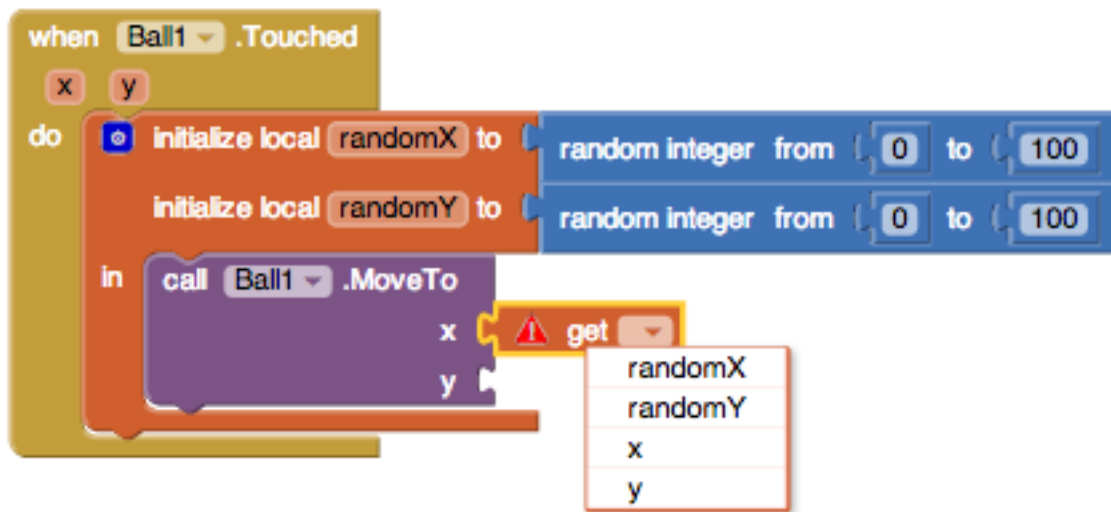 when Ball1 .Touched
x y
do initialize local randomX to random integer from 0 to 100
initialize local randomY to random integer from 0 to 100
in call Ball1 .MoveTo
x get
randomX
y
randomY
x
y